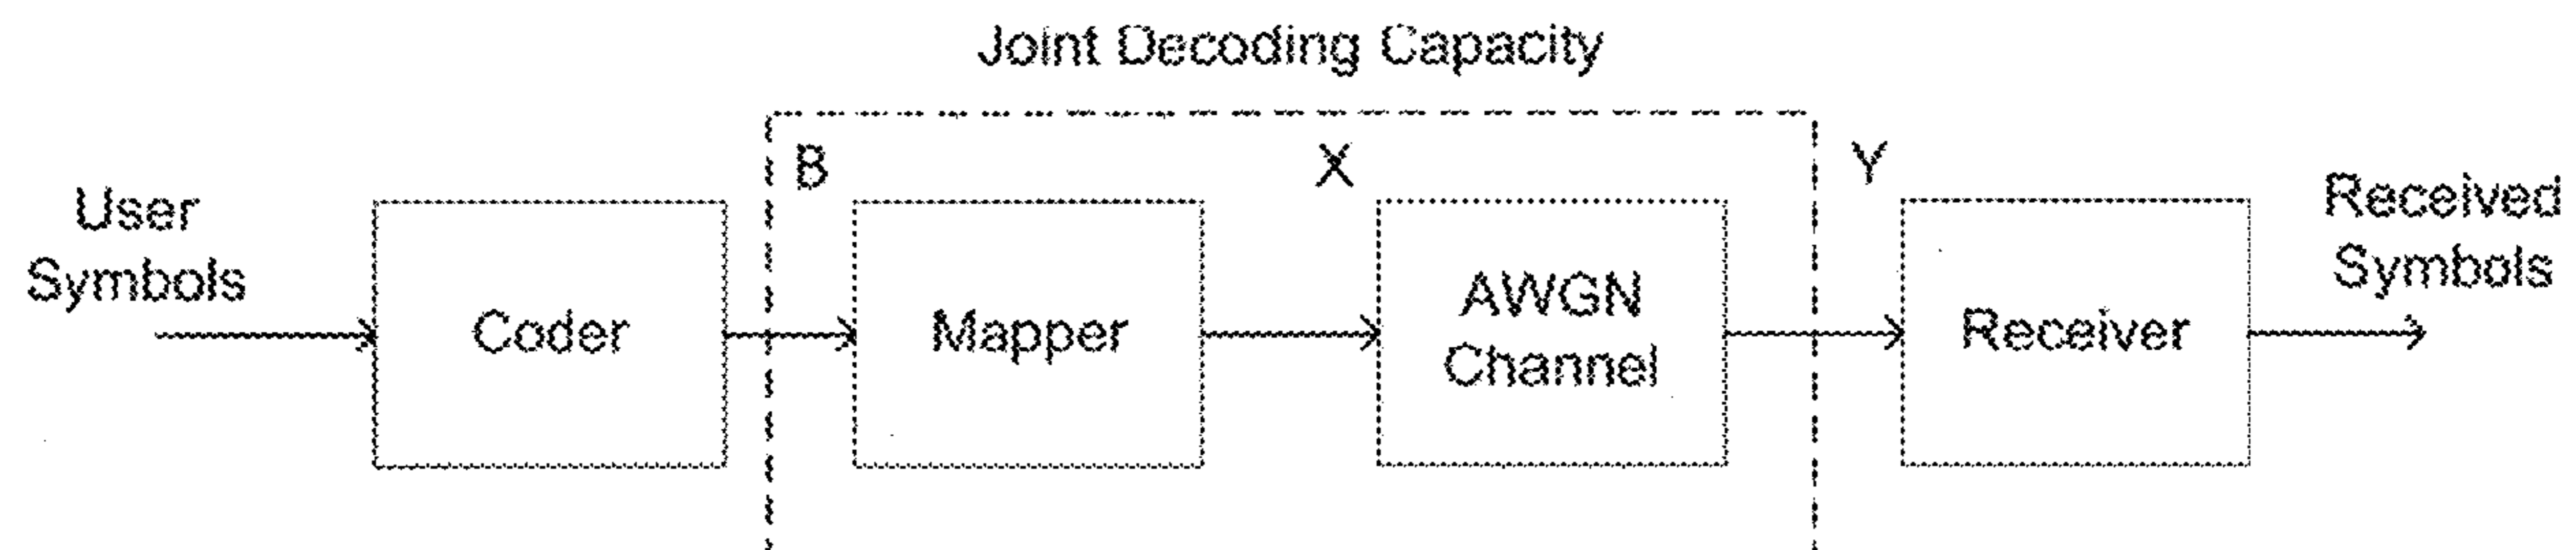 Joint Decoding Capacity
B
X
Y
User
Symbols
Coder
Mapper
AWGN
Channel
Receiver
Received
Symbols